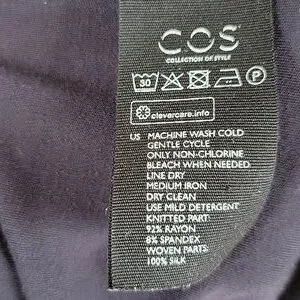 COS
COLLECTION OF STYLE
30 P
clevercare.info
US MACHINE WASH COLD
GENTLE CYCLE
ONLY NON-CHLORINE
BLEACH WHEN NEEDED
LINE DRY
MEDIUM IRON
DRY CLEAN
USE MILD DETERGENT
KNITTED PART:
92% RAYON
8% SPANDEX
WOVEN PARTS:
100% SILK